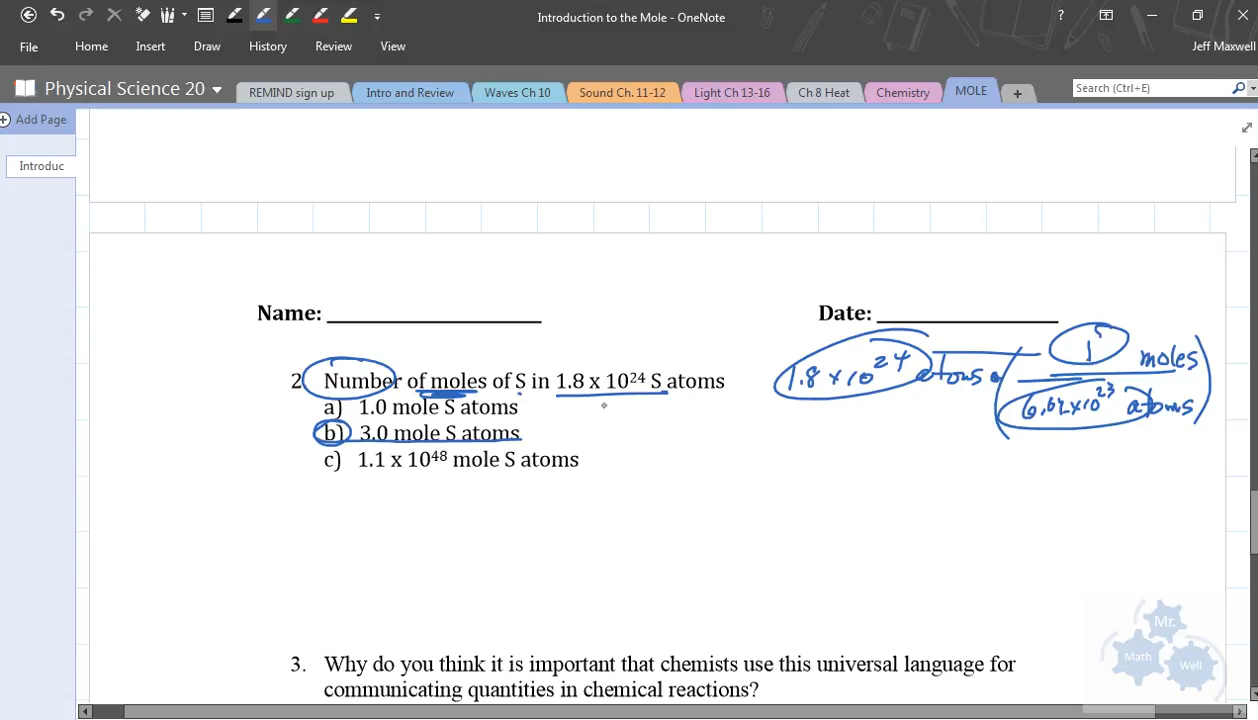 Introduction to the Mole - OneNote
?
File Home Insert Draw History Review View
Jeff Maxwell
Physical Science 20 REMIND sign up Intro and Review Waves Ch 10 Sound Ch. 11-12 Light Ch 13-16 Ch 8 Heat Chemistry MOLE + Search (Ctrl+E)
Add Page
Introduc
Name: ____________________ Date: _________________
2 Number of moles of S in 1.8 x 10²⁴ S atoms
a) 1.0 mole S atoms
b) 3.0 mole S atoms
c) 1.1 x 10⁴⁸ mole S atoms
1.8 x 10²⁴ atoms
1 moles
6.02 x 10²³ atoms
3. Why do you think it is important that chemists use this universal language for
communicating quantities in chemical reactions?
Mr.
Math
Well